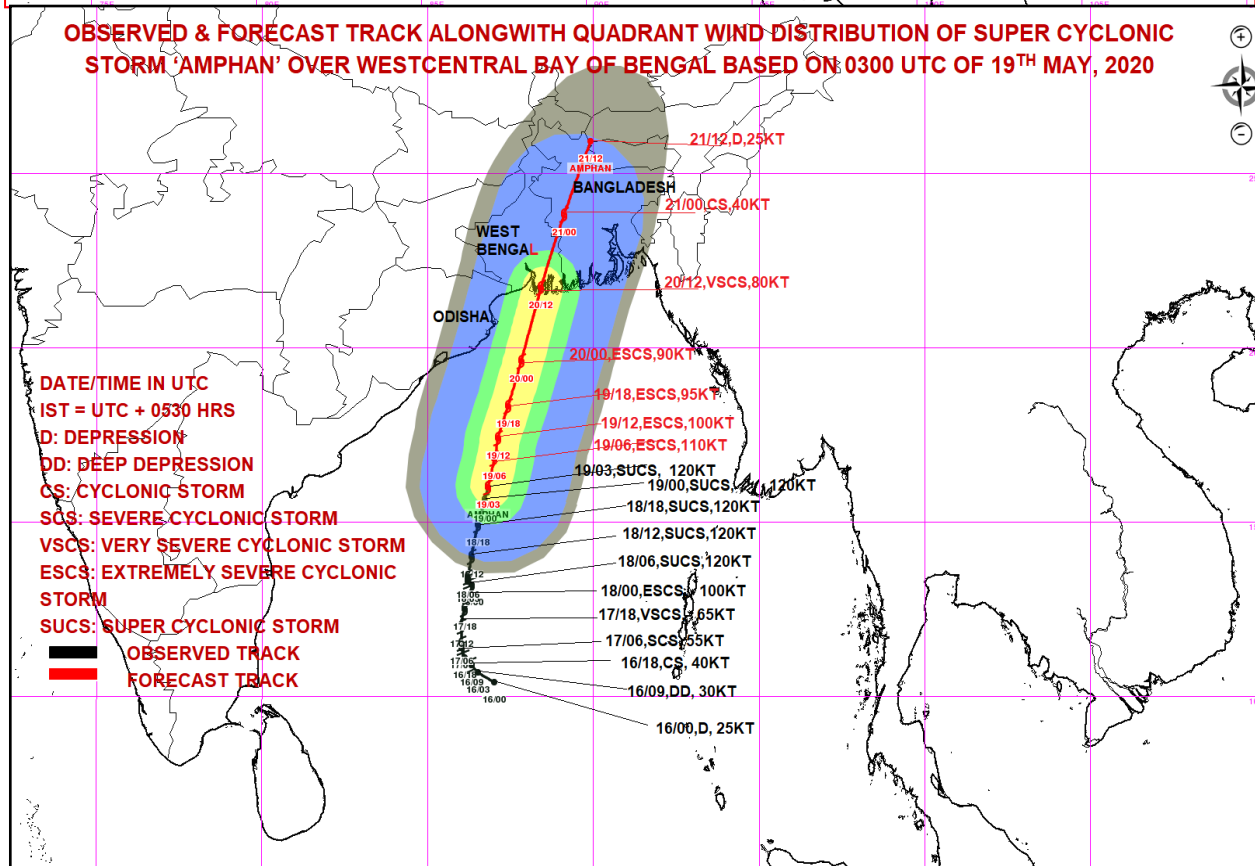 OBSERVED & FORECAST TRACK ALONGWITH QUADRANT WIND DISTRIBUTION OF SUPER CYCLONIC
STORM ‘AMPHAN’ OVER WESTCENTRAL BAY OF BENGAL BASED ON 0300 UTC OF 19TH MAY, 2020
21/12,D,25KT
21/12
AMPHAN
BANGLADESH
21/00,CS,40KT
21/00
WEST
BENGAL
20/12,VSCS,80KT
20/12
ODISHA
20/00,ESCS,90KT
20/00
19/18,ESCS,95KT
19/18
19/12,ESCS,100KT
19/12
19/06,ESCS,110KT
19/06
19/03,SUCS, 120KT
19/03
19/00,SUCS, 120KT
AMPHAN
19/00
18/18,SUCS,120KT
18/18
18/12,SUCS,120KT
18/06,SUCS,120KT
18/06
18/00,ESCS, 100KT
17/18,VSCS, 65KT
17/18
17/06,SCS,55KT
17/12
16/18,CS, 40KT
17/06
16/18
16/09,DD, 30KT
16/09
16/03
16/00
16/00,D, 25KT
DATE/TIME IN UTC
IST = UTC + 0530 HRS
D: DEPRESSION
DD: DEEP DEPRESSION
CS: CYCLONIC STORM
SCS: SEVERE CYCLONIC STORM
VSCS: VERY SEVERE CYCLONIC STORM
ESCS: EXTREMELY SEVERE CYCLONIC
STORM
SUCS: SUPER CYCLONIC STORM
OBSERVED TRACK
FORECAST TRACK